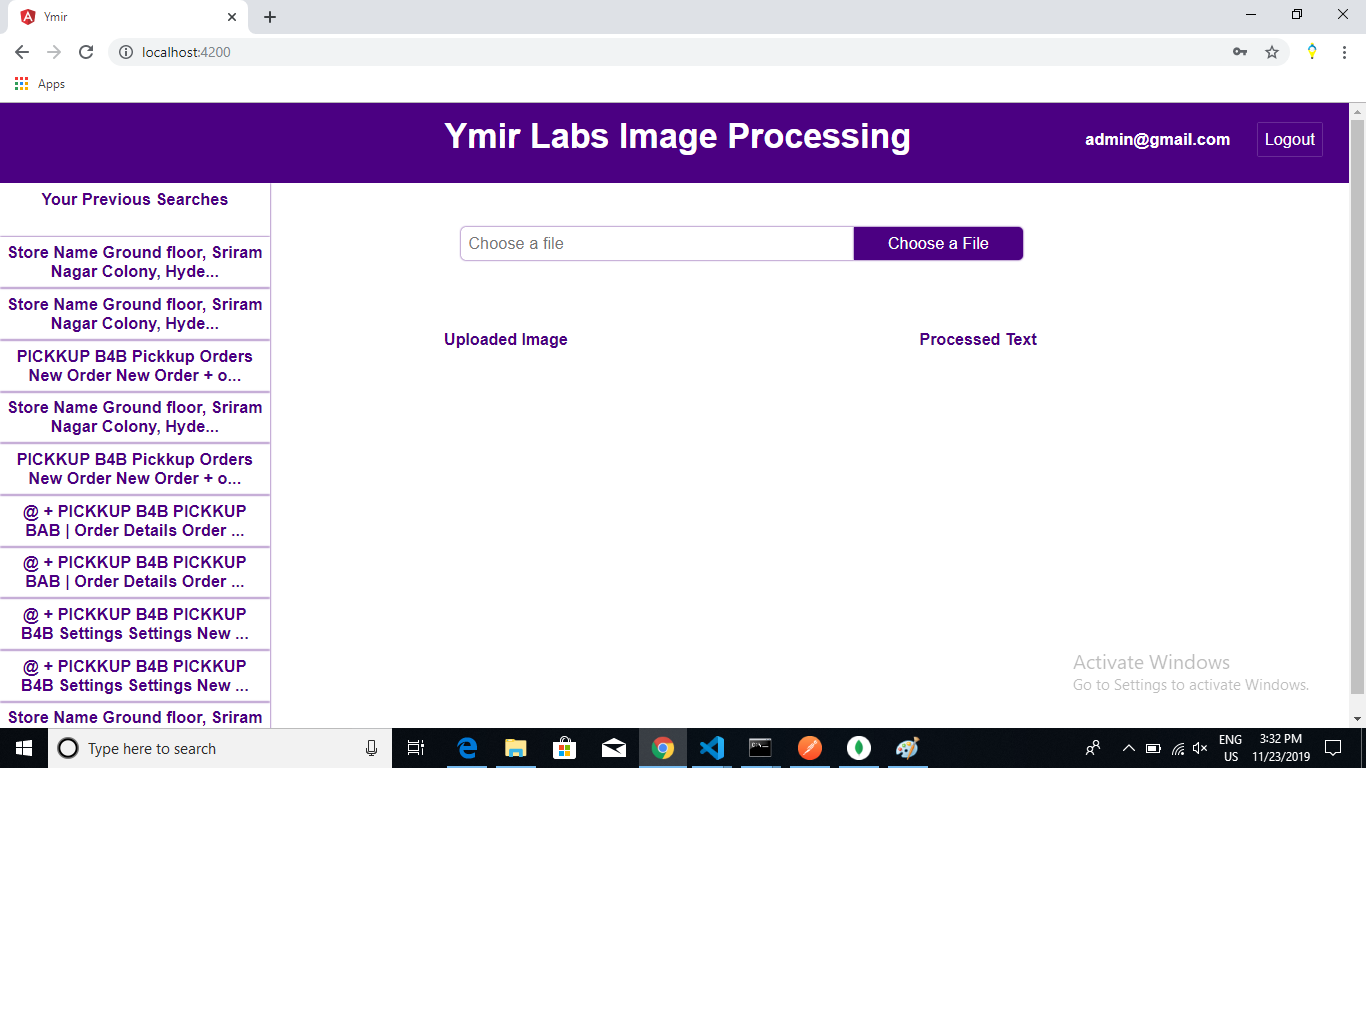 Ymir
localhost:4200
Apps
Ymir Labs Image Processing
admin@gmail.com
Logout
Your Previous Searches
Store Name Ground floor, Sriram
Nagar Colony, Hyde...
Store Name Ground floor, Sriram
Nagar Colony, Hyde...
PICKKUP B4B Pickkup Orders
New Order New Order + o...
Store Name Ground floor, Sriram
Nagar Colony, Hyde...
PICKKUP B4B Pickkup Orders
New Order New Order + o...
@ + PICKKUP B4B PICKKUP
BAB | Order Details Order ...
@ + PICKKUP B4B PICKKUP
BAB | Order Details Order ...
@ + PICKKUP B4B PICKKUP
B4B Settings Settings New ...
@ + PICKKUP B4B PICKKUP
B4B Settings Settings New ...
Store Name Ground floor, Sriram
Choose a file
Choose a File
Uploaded Image
Processed Text
Activate Windows
Go to Settings to activate Windows.
Type here to search
ENG
US
3:32 PM
11/23/2019